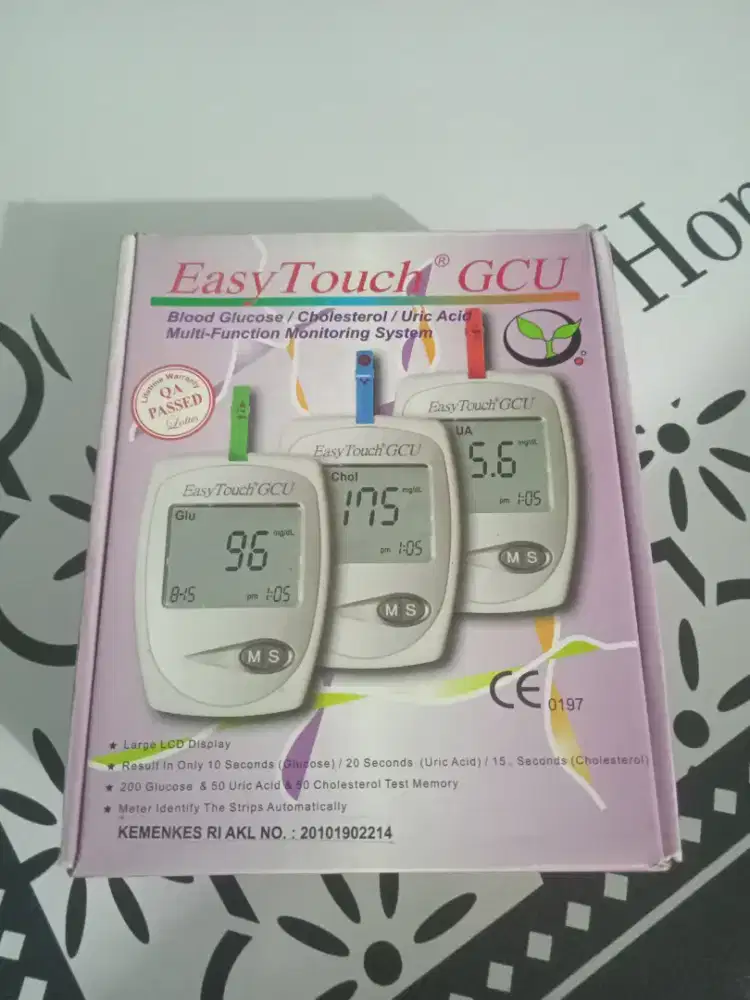 EasyTouch® GCU
Blood Glucose / Cholesterol / Uric Acid
Multi-Function Monitoring System
Lifetime Warranty
QA
PASSED
EasyTouch® GCU
UA
5.6 mg/dL
pm 1:05
M S
EasyTouch® GCU
Chol
175 mg/dL
pm 1:05
M S
EasyTouch® GCU
Glu
96 mg/dL
8-15 pm 1:05
M S
CE 0197
★ Large LCD Display
★ Result In Only 10 Seconds (Glucose) / 20 Seconds (Uric Acid) / 15 Seconds (Cholesterol)
★ 200 Glucose & 50 Uric Acid & 50 Cholesterol Test Memory
★ Meter Identify The Strips Automatically
KEMENKES RI AKL NO. : 20101902214